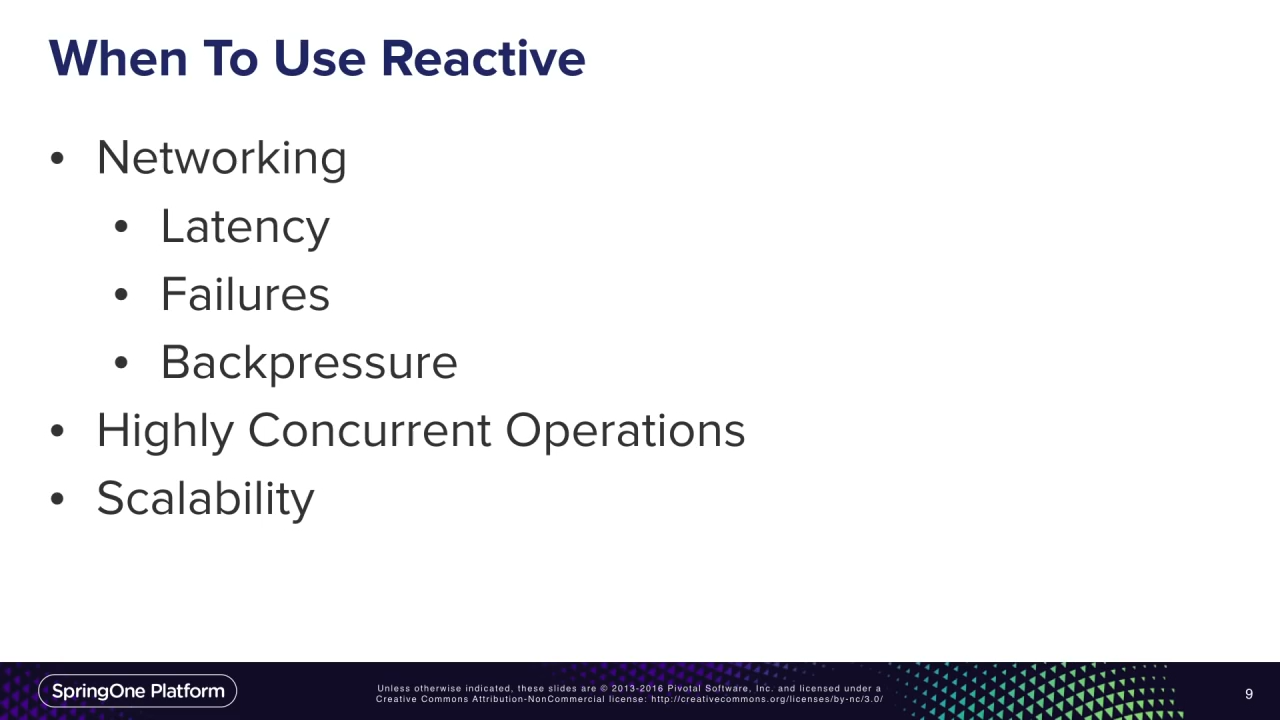 When To Use Reactive
• Networking
• Latency
• Failures
• Backpressure
• Highly Concurrent Operations
• Scalability
SpringOne Platform
Unless otherwise indicated, these slides are © 2013-2016 Pivotal Software, Inc. and licensed under a
Creative Commons Attribution-NonCommercial license: http://creativecommons.org/licenses/by-nc/3.0/
9